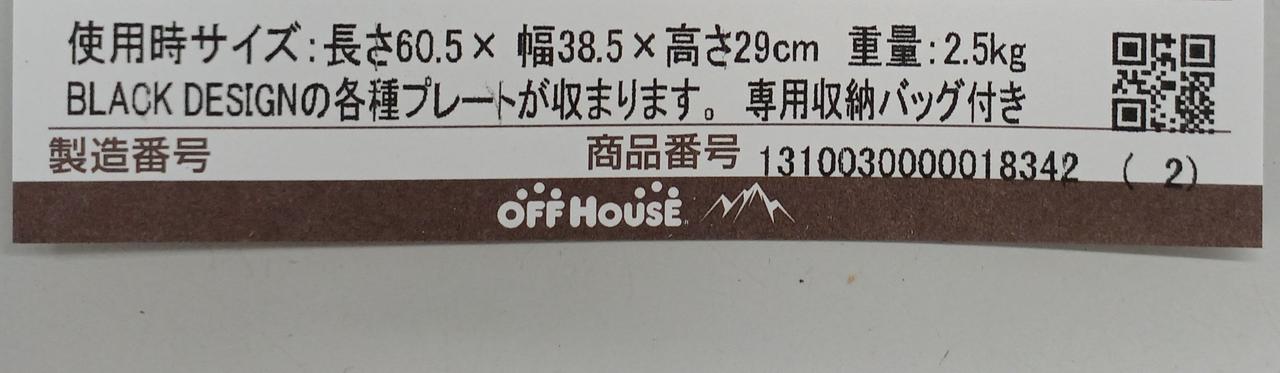 使用時サイズ:長さ60.5× 幅38.5×高さ29cm 重量:2.5kg
BLACK DESIGNの各種プレートが収まります。 専用収納バッグ付き
製造番号 商品番号 1310030000018342 ( 2)
OFF HOUSE